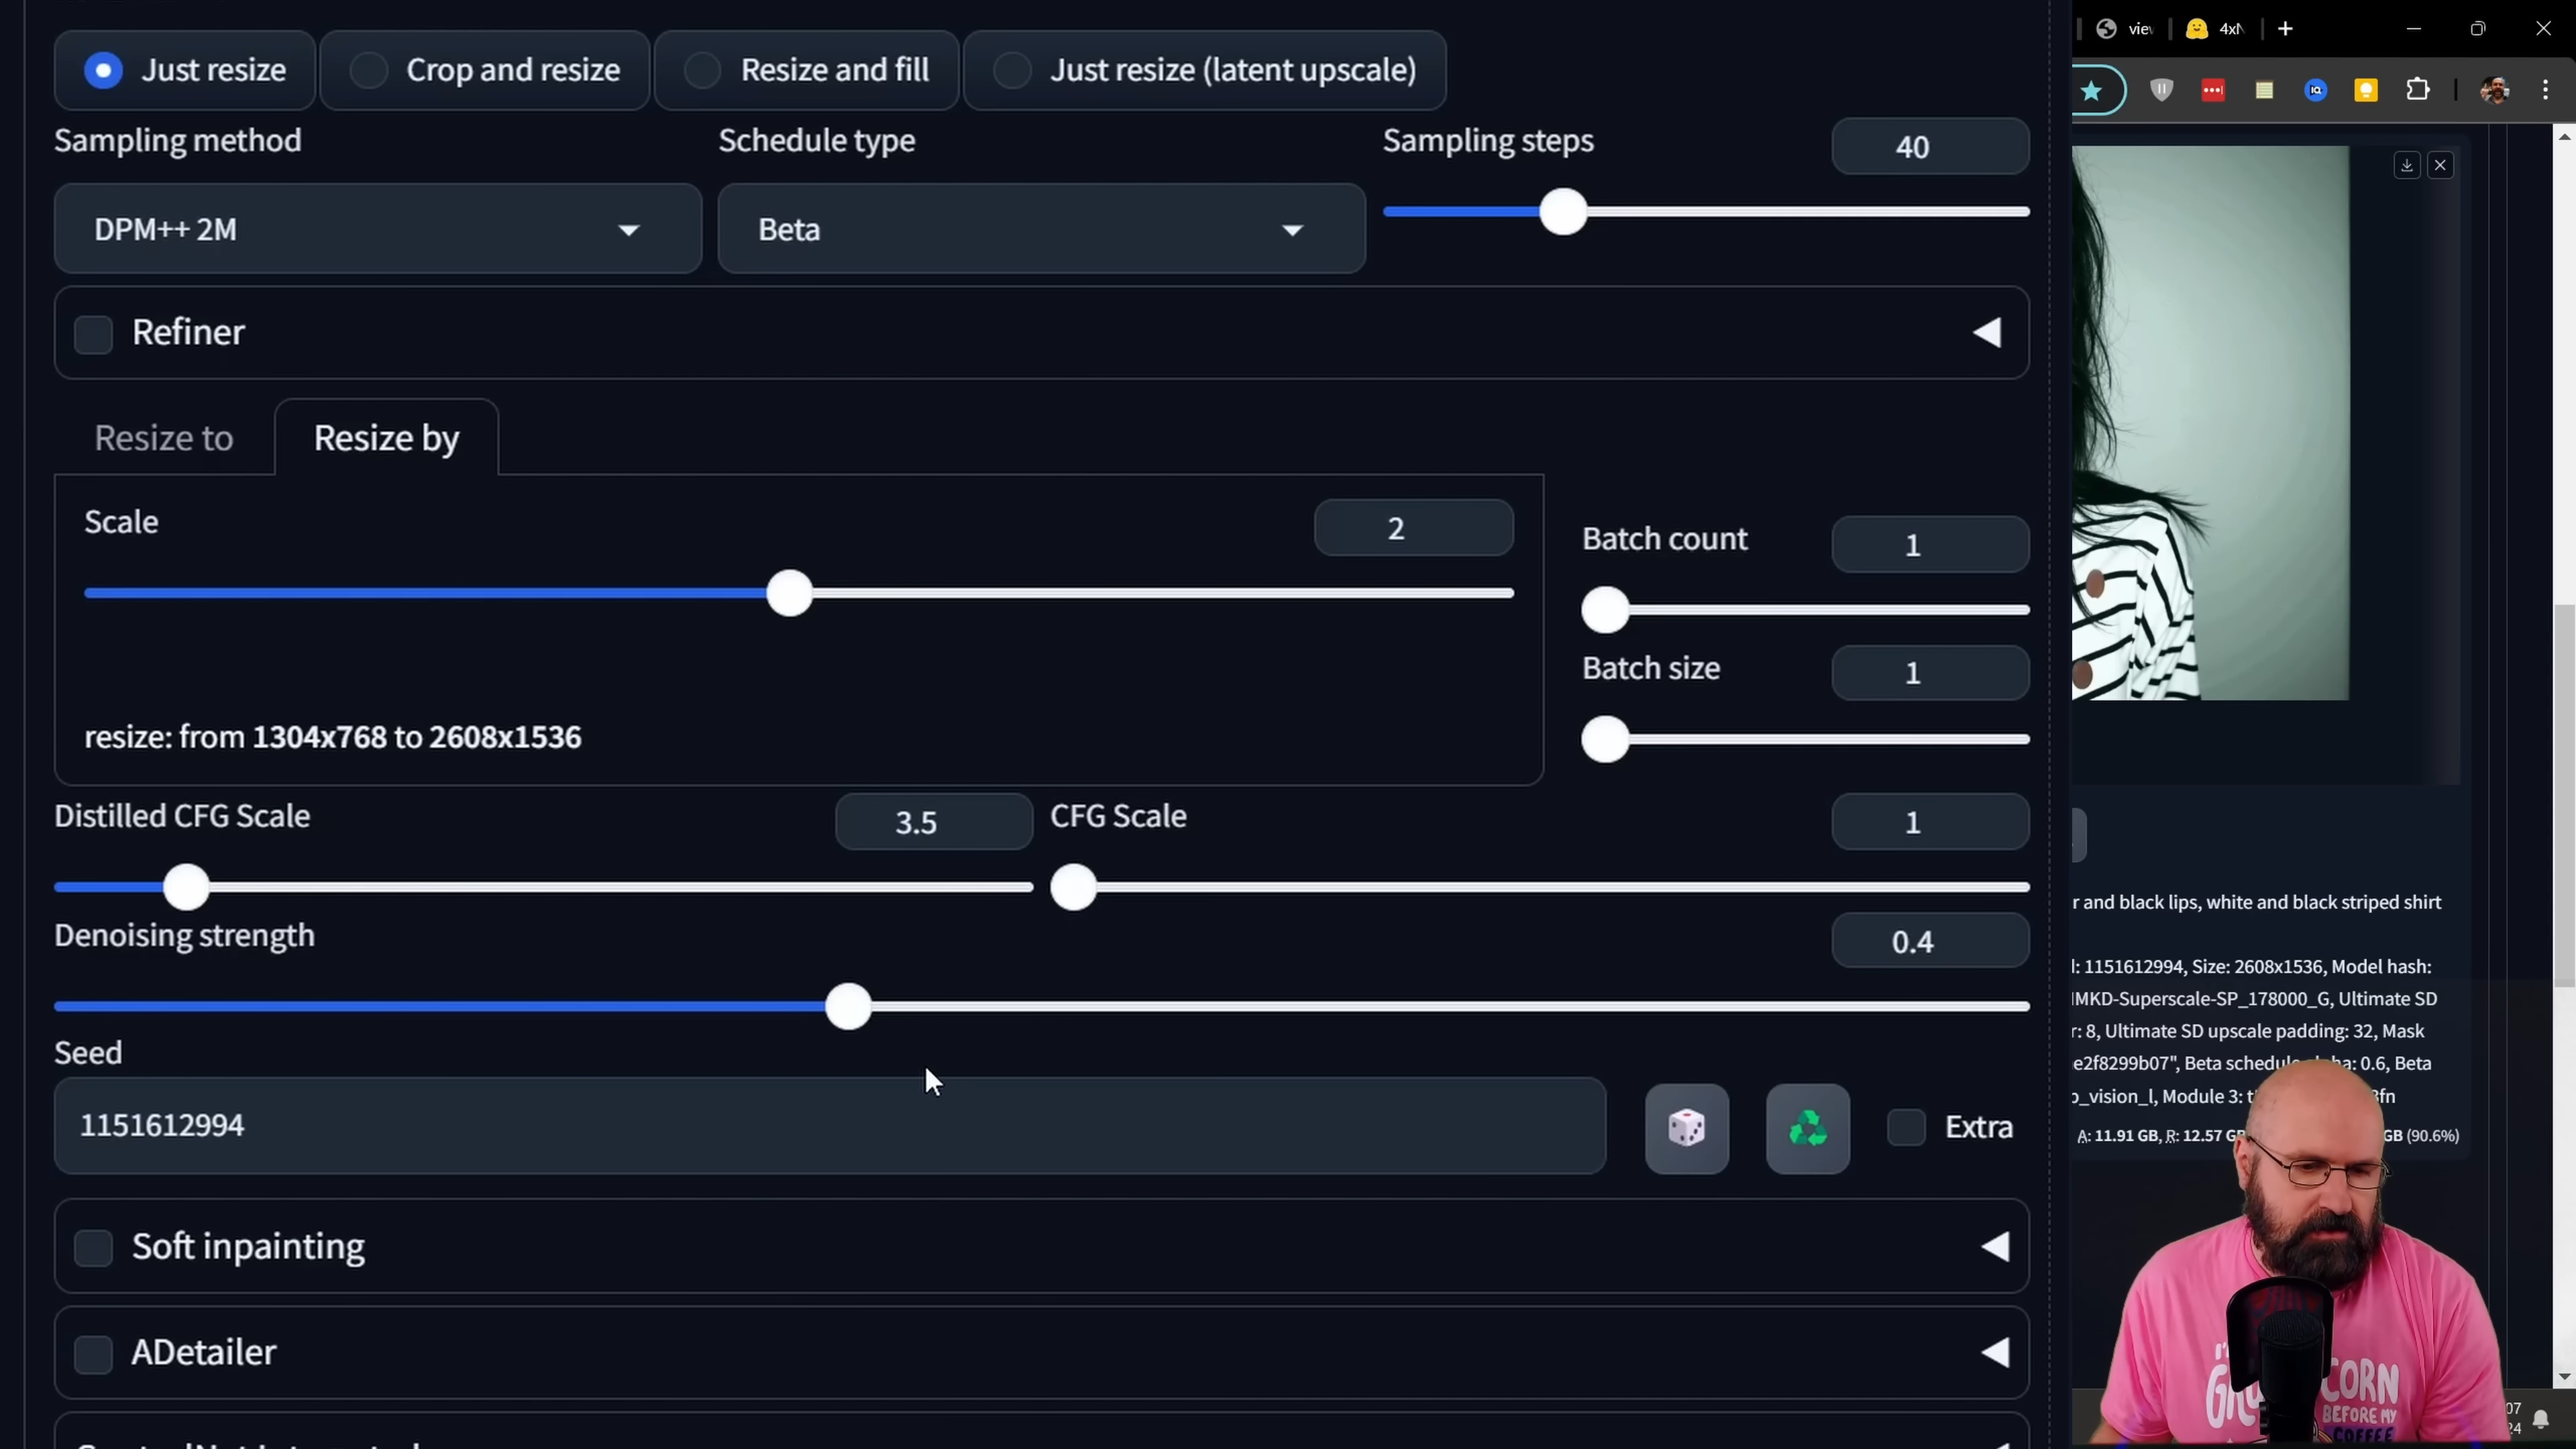 Just resize
Crop and resize
Resize and fill
Just resize (latent upscale)
Sampling method
Schedule type
Sampling steps
40
DPM++ 2M
Beta
Refiner
Resize to
Resize by
Scale
2
resize: from 1304x768 to 2608x1536
Batch count
1
Batch size
1
Distilled CFG Scale
3.5
CFG Scale
1
Denoising strength
0.4
Seed
1151612994
Extra
Soft inpainting
ADetailer
r and black lips, white and black striped shirt
1151612994, Size: 2608x1536, Model hash:
MKD-Superscale-SP_178000_G, Ultimate SD
r: 8, Ultimate SD upscale padding: 32, Mask
e2f8299b07", Beta schedule alpha: 0.6, Beta
_vision_l, Module 3:
A: 11.91 GB, R: 12.57 GB
GB (90.6%)
CORN
BEFORE MY
COFFEE